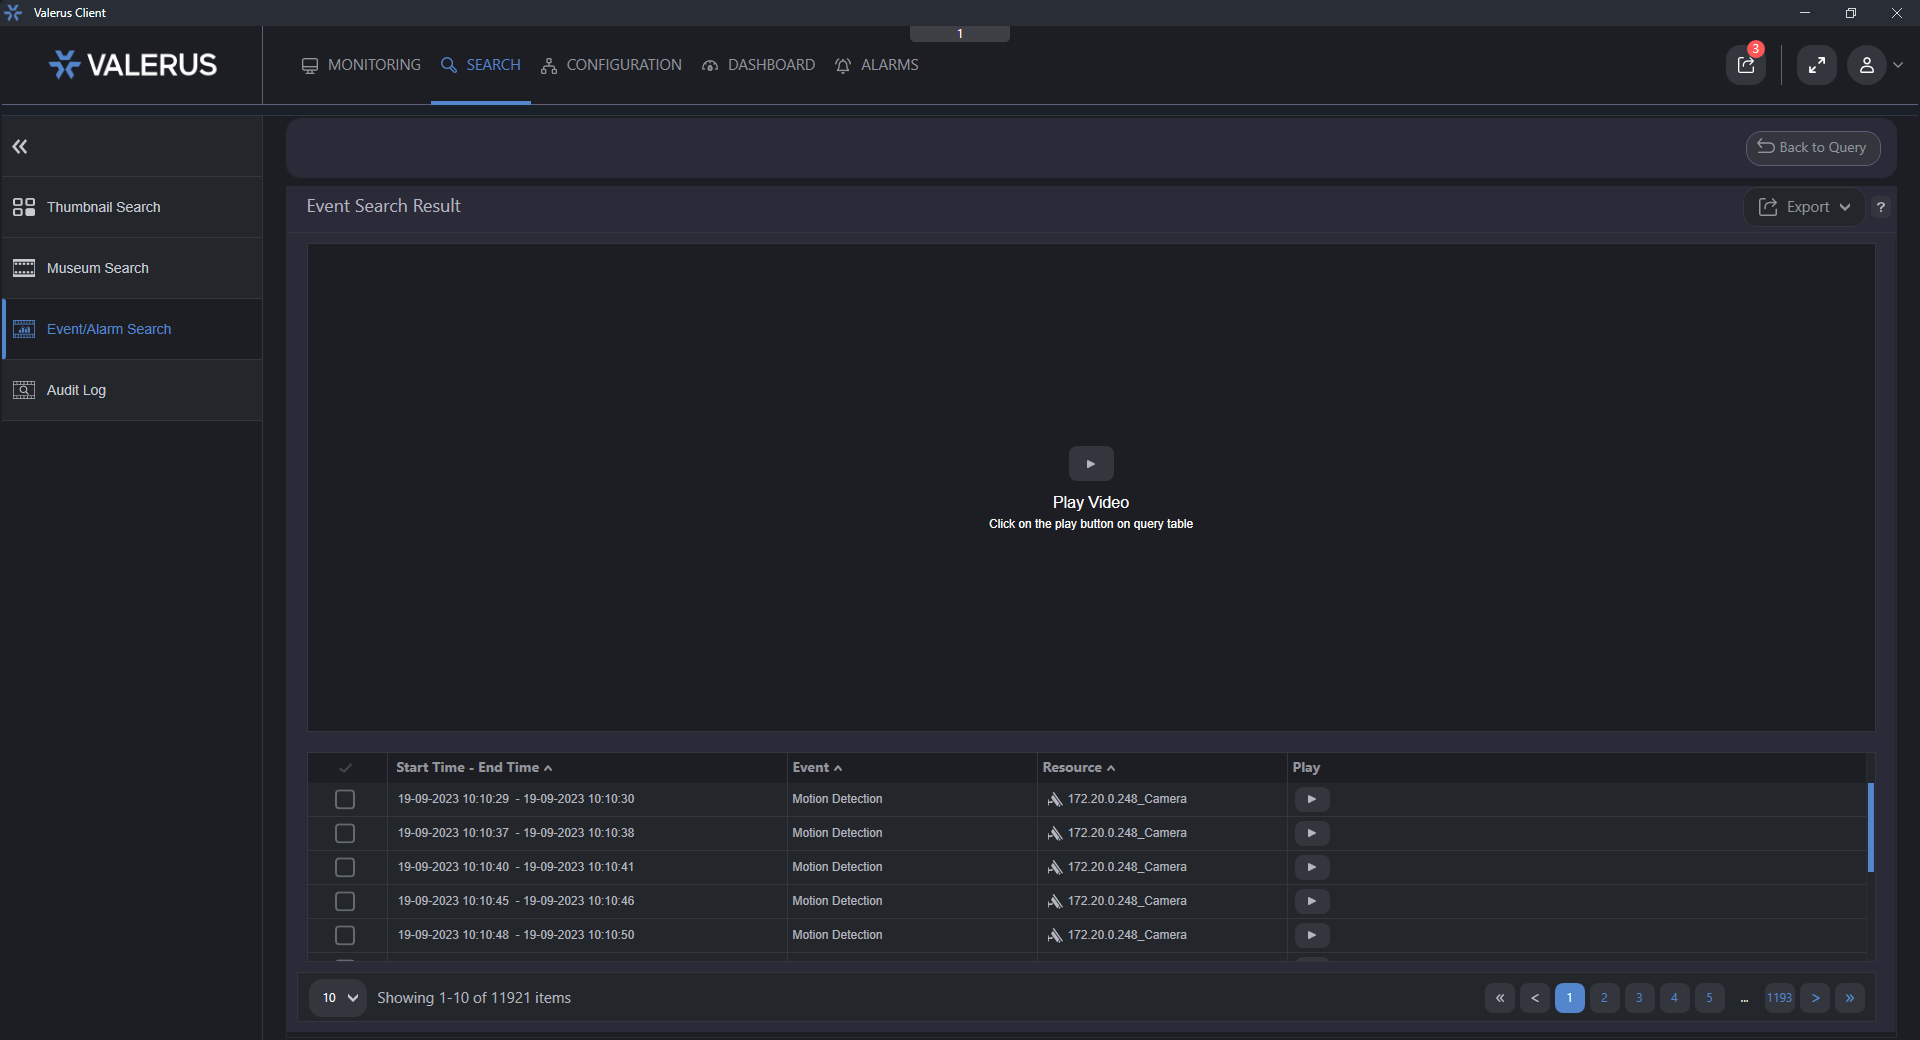 Valerus Client
1
VALERUS
MONITORING
SEARCH
CONFIGURATION
DASHBOARD
ALARMS
3
Back to Query
Thumbnail Search
Museum Search
Event/Alarm Search
Audit Log
Event Search Result
Export
?
Play Video
Click on the play button on query table
Start Time - End Time Event Resource Play
19-09-2023 10:10:29 - 19-09-2023 10:10:30 Motion Detection 172.20.0.248_Camera
19-09-2023 10:10:37 - 19-09-2023 10:10:38 Motion Detection 172.20.0.248_Camera
19-09-2023 10:10:40 - 19-09-2023 10:10:41 Motion Detection 172.20.0.248_Camera
19-09-2023 10:10:45 - 19-09-2023 10:10:46 Motion Detection 172.20.0.248_Camera
19-09-2023 10:10:48 - 19-09-2023 10:10:50 Motion Detection 172.20.0.248_Camera
10 Showing 1-10 of 11921 items
« < 1 2 3 4 5 ... 1193 > »